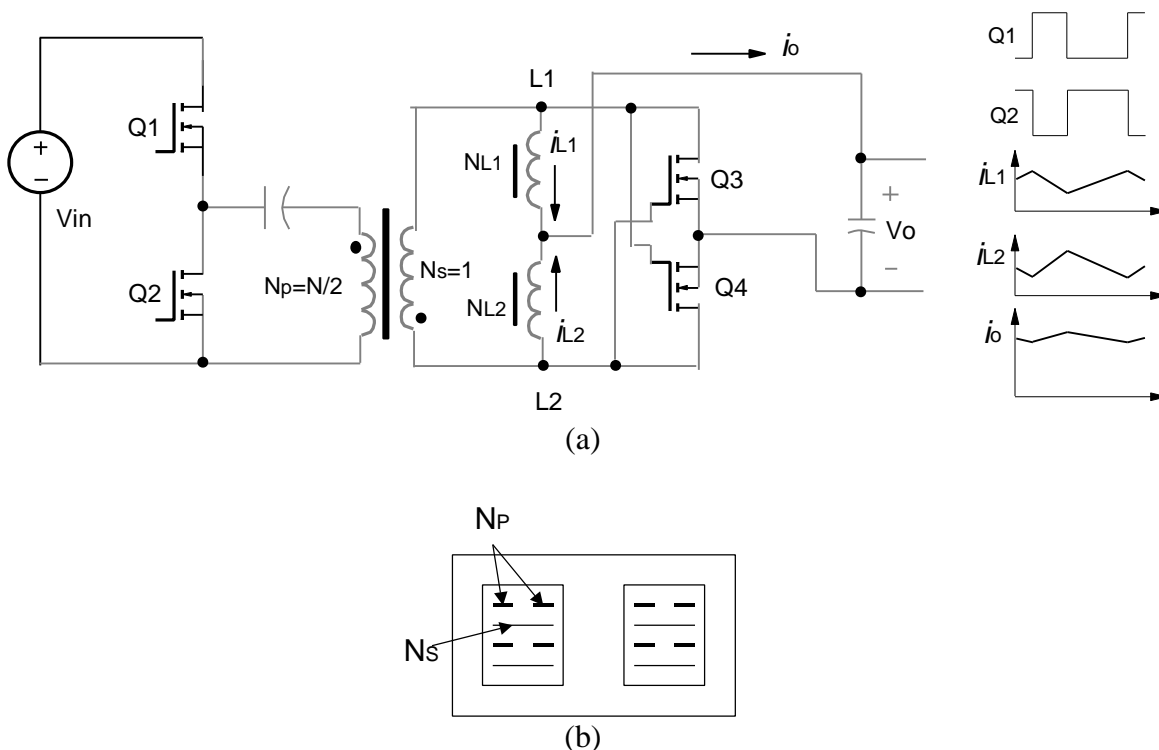 Q1
Q2
iL1
iL2
io
io
L1
Q1
NL1
iL1
Q3
+
−
Vin
+
Vo
−
Q2
NP=N/2
NS=1
NL2
iL2
Q4
L2
(a)
NP
NS
(b)